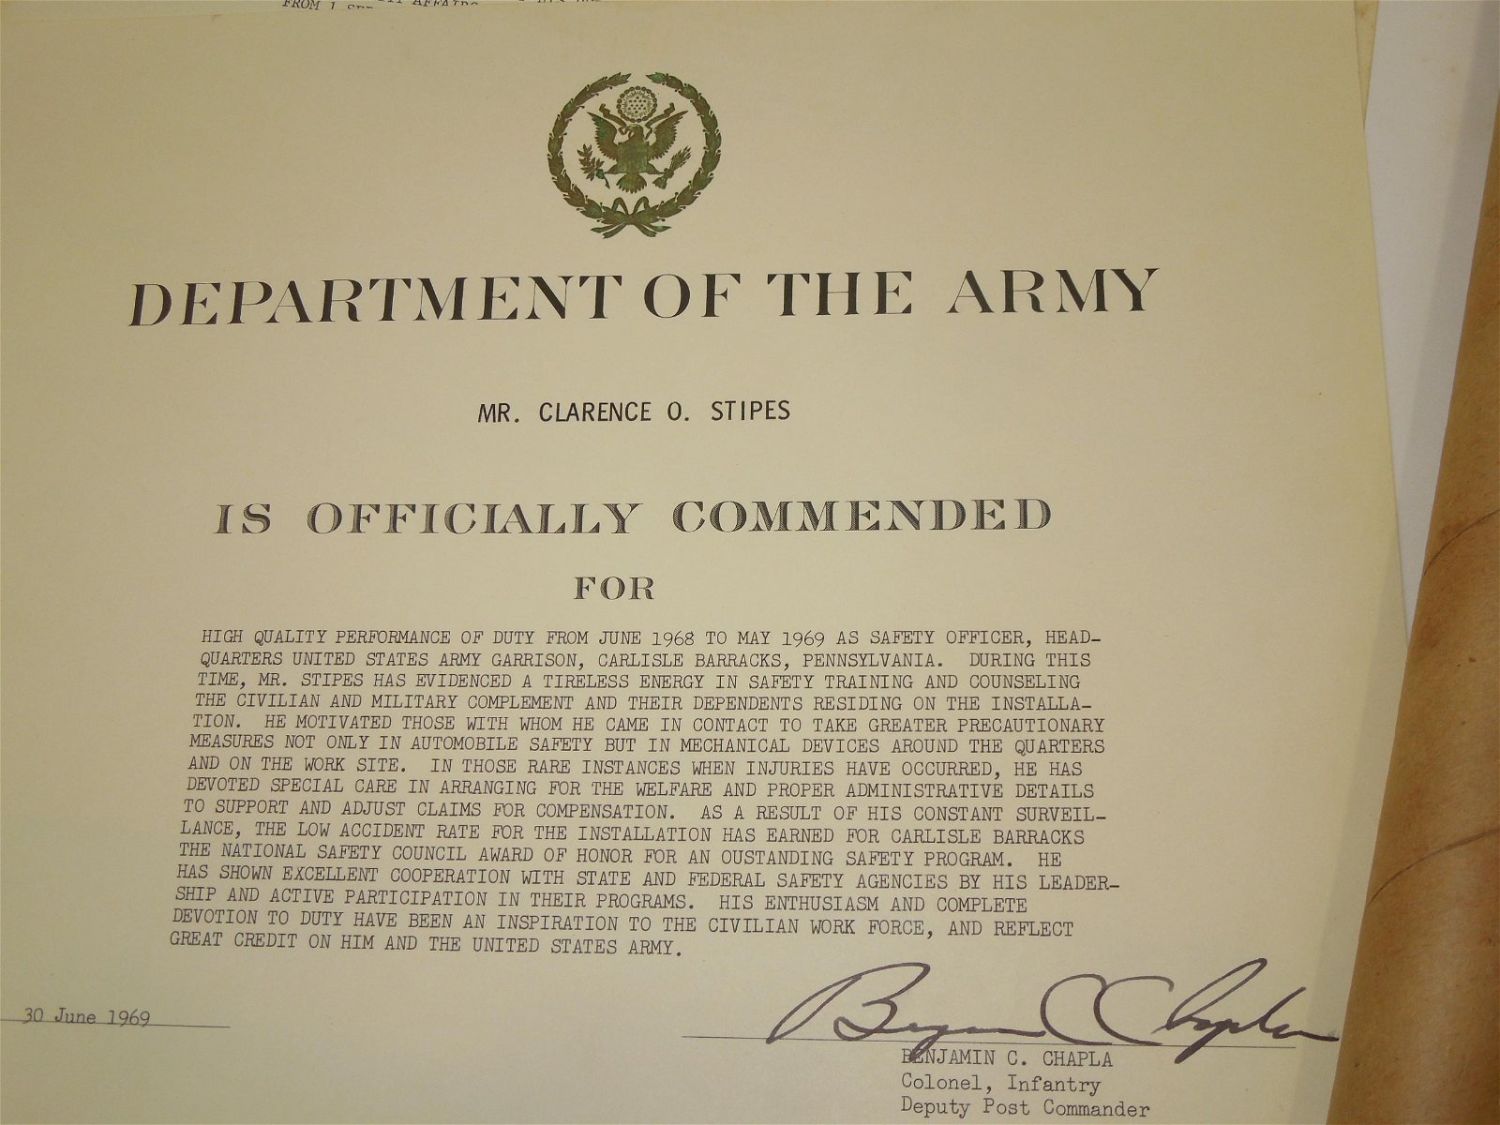 FROM 1
DEPARTMENT OF THE ARMY
MR. CLARENCE O. STIPES
IS OFFICIALLY COMMENDED
FOR
HIGH QUALITY PERFORMANCE OF DUTY FROM JUNE 1968 TO MAY 1969 AS SAFETY OFFICER, HEAD-
QUARTERS UNITED STATES ARMY GARRISON, CARLISLE BARRACKS, PENNSYLVANIA. DURING THIS
TIME, MR. STIPES HAS EVIDENCED A TIRELESS ENERGY IN SAFETY TRAINING AND COUNSELING
THE CIVILIAN AND MILITARY COMPLEMENT AND THEIR DEPENDENTS RESIDING ON THE INSTALLA-
TION. HE MOTIVATED THOSE WITH WHOM HE CAME IN CONTACT TO TAKE GREATER PRECAUTIONARY
MEASURES NOT ONLY IN AUTOMOBILE SAFETY BUT IN MECHANICAL DEVICES AROUND THE QUARTERS
AND ON THE WORK SITE. IN THOSE RARE INSTANCES WHEN INJURIES HAVE OCCURRED, HE HAS
DEVOTED SPECIAL CARE IN ARRANGING FOR THE WELFARE AND PROPER ADMINISTRATIVE DETAILS
TO SUPPORT AND ADJUST CLAIMS FOR COMPENSATION. AS A RESULT OF HIS CONSTANT SURVEIL-
LANCE, THE LOW ACCIDENT RATE FOR THE INSTALLATION HAS EARNED FOR CARLISLE BARRACKS
THE NATIONAL SAFETY COUNCIL AWARD OF HONOR FOR AN OUSTANDING SAFETY PROGRAM. HE
HAS SHOWN EXCELLENT COOPERATION WITH STATE AND FEDERAL SAFETY AGENCIES BY HIS LEADER-
SHIP AND ACTIVE PARTICIPATION IN THEIR PROGRAMS. HIS ENTHUSIASM AND COMPLETE
DEVOTION TO DUTY HAVE BEEN AN INSPIRATION TO THE CIVILIAN WORK FORCE, AND REFLECT
GREAT CREDIT ON HIM AND THE UNITED STATES ARMY.
30 June 1969
Benjamin C Chapla
BENJAMIN C. CHAPLA
Colonel, Infantry
Deputy Post Commander